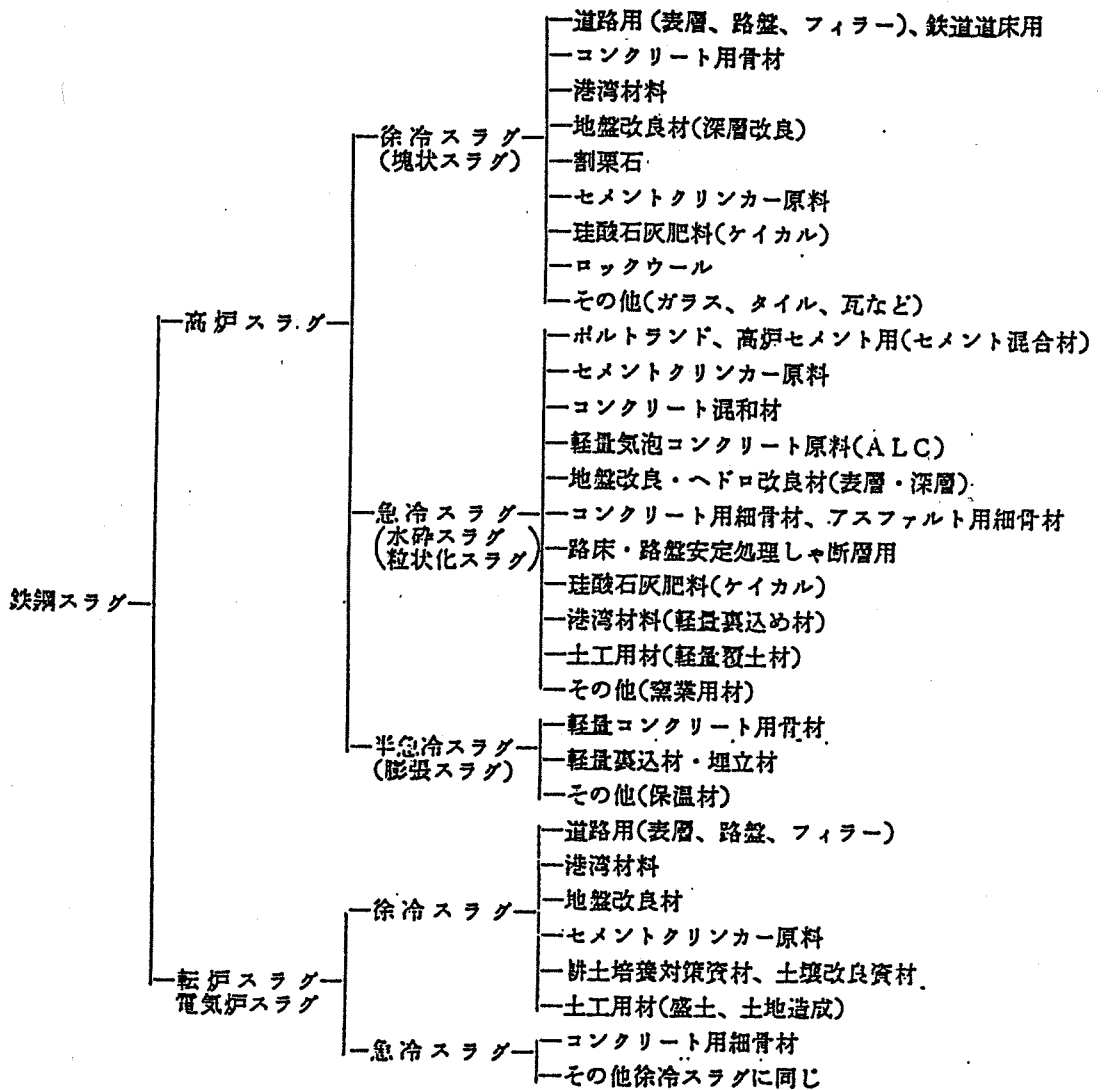 鉄鋼スラグ
高炉スラグ
徐冷スラグ
(塊状スラグ)
道路用(表層、路盤、フィラー)、鉄道道床用
コンクリート用骨材
港湾材料
地盤改良材(深層改良)
割栗石
セメントクリンカー原料
珪酸石灰肥料(ケイカル)
ロックウール
その他(ガラス、タイル、瓦など)
急冷スラグ
(水砕スラグ
粒状化スラグ)
ポルトランド、高炉セメント用(セメント混合材)
セメントクリンカー原料
コンクリート混和材
軽量気泡コンクリート原料(ALC)
地盤改良・ヘドロ改良材(表層・深層)
コンクリート用細骨材、アスファルト用細骨材
路床・路盤安定処理しゃ断層用
珪酸石灰肥料(ケイカル)
港湾材料(軽量裏込め材)
土工用材(軽量覆土材)
その他(窯業用材)
半急冷スラグ
(膨張スラグ)
軽量コンクリート用骨材
軽量裏込材・埋立材
その他(保温材)
転炉スラグ
電気炉スラグ
徐冷スラグ
道路用(表層、路盤、フィラー)
港湾材料
地盤改良材
セメントクリンカー原料
耕土培養対策資材、土壌改良資材
土工用材(盛土、土地造成)
急冷スラグ
コンクリート用細骨材
その他徐冷スラグに同じ